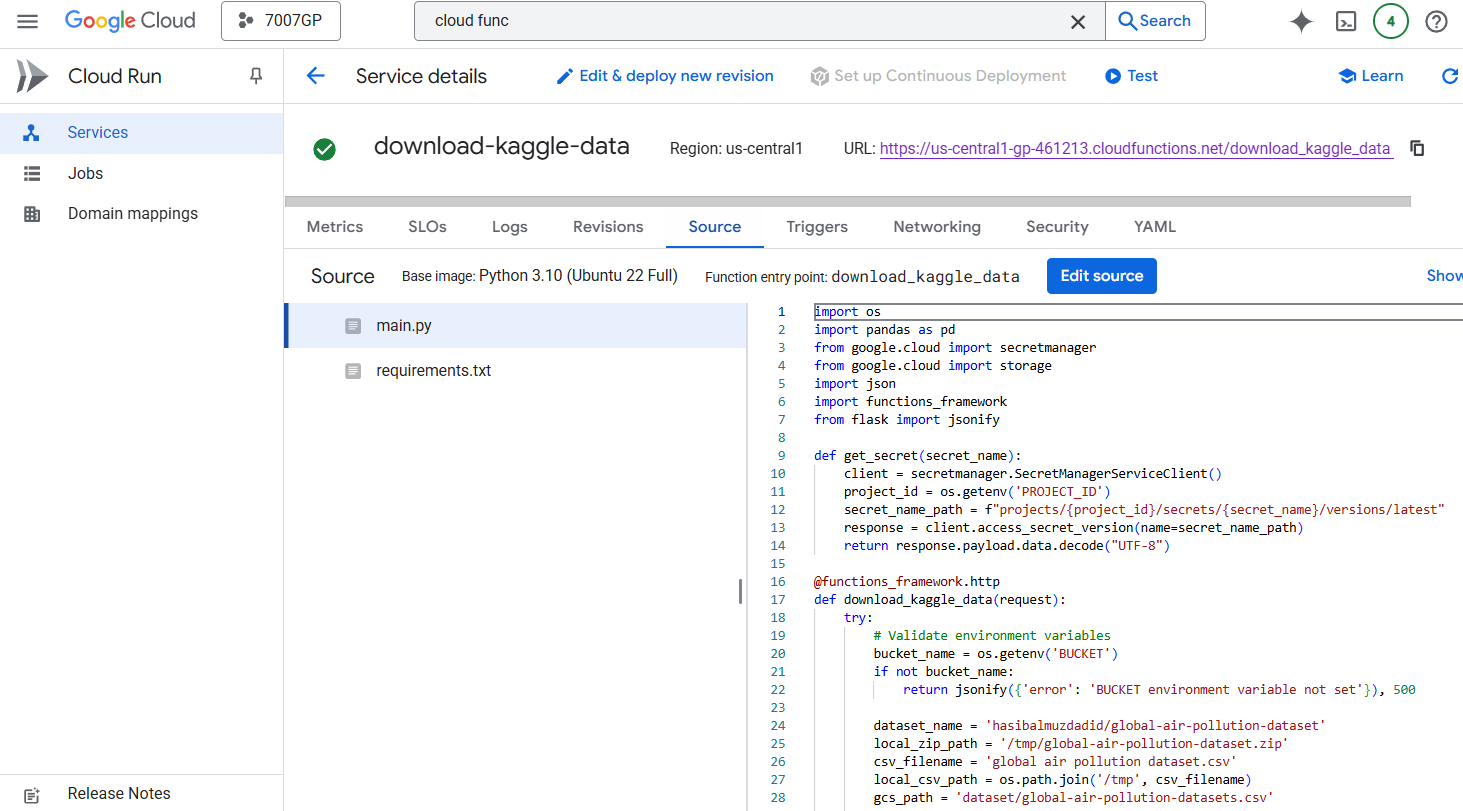 Google Cloud
7007GP
cloud func
Search
4
Cloud Run
Service details
Edit & deploy new revision
Set up Continuous Deployment
Test
Learn
Services
Jobs
Domain mappings
Release Notes
download-kaggle-data
Region: us-central1
URL: https://us-central1-gp-461213.cloudfunctions.net/download_kaggle_data
Metrics
SLOs
Logs
Revisions
Source
Triggers
Networking
Security
YAML
Source
Base image: Python 3.10 (Ubuntu 22 Full)
Function entry point: download_kaggle_data
Edit source
Show
main.py
requirements.txt
1 import os
2 import pandas as pd
3 from google.cloud import secretmanager
4 from google.cloud import storage
5 import json
6 import functions_framework
7 from flask import jsonify
8
9 def get_secret(secret_name):
10     client = secretmanager.SecretManagerServiceClient()
11     project_id = os.getenv('PROJECT_ID')
12     secret_name_path = f"projects/{project_id}/secrets/{secret_name}/versions/latest"
13     response = client.access_secret_version(name=secret_name_path)
14     return response.payload.data.decode("UTF-8")
15
16 @functions_framework.http
17 def download_kaggle_data(request):
18     try:
19         # Validate environment variables
20         bucket_name = os.getenv('BUCKET')
21         if not bucket_name:
22             return jsonify({'error': 'BUCKET environment variable not set'}), 500
23
24         dataset_name = 'hasibalmuzdadid/global-air-pollution-dataset'
25         local_zip_path = '/tmp/global-air-pollution-dataset.zip'
26         csv_filename = 'global air pollution dataset.csv'
27         local_csv_path = os.path.join('/tmp', csv_filename)
28         gcs_path = 'dataset/global-air-pollution-datasets.csv'